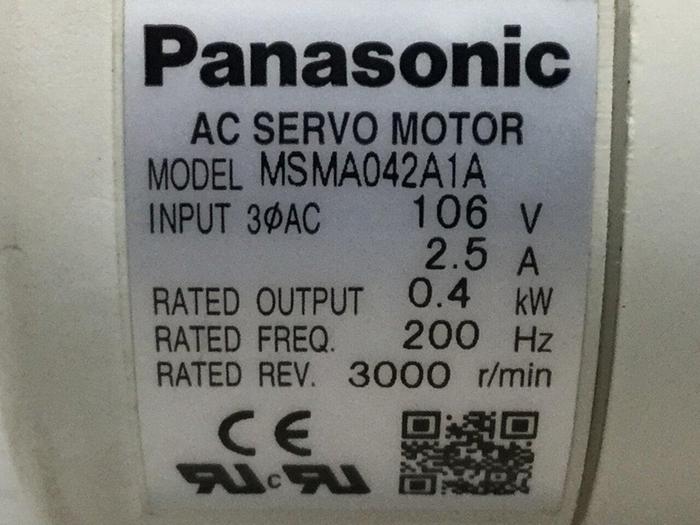 Panasonic
AC SERVO MOTOR
MODEL MSMA042A1A
INPUT 3ØAC 106 V
2.5 A
RATED OUTPUT 0.4 kW
RATED FREQ. 200 Hz
RATED REV. 3000 r/min
CE
c